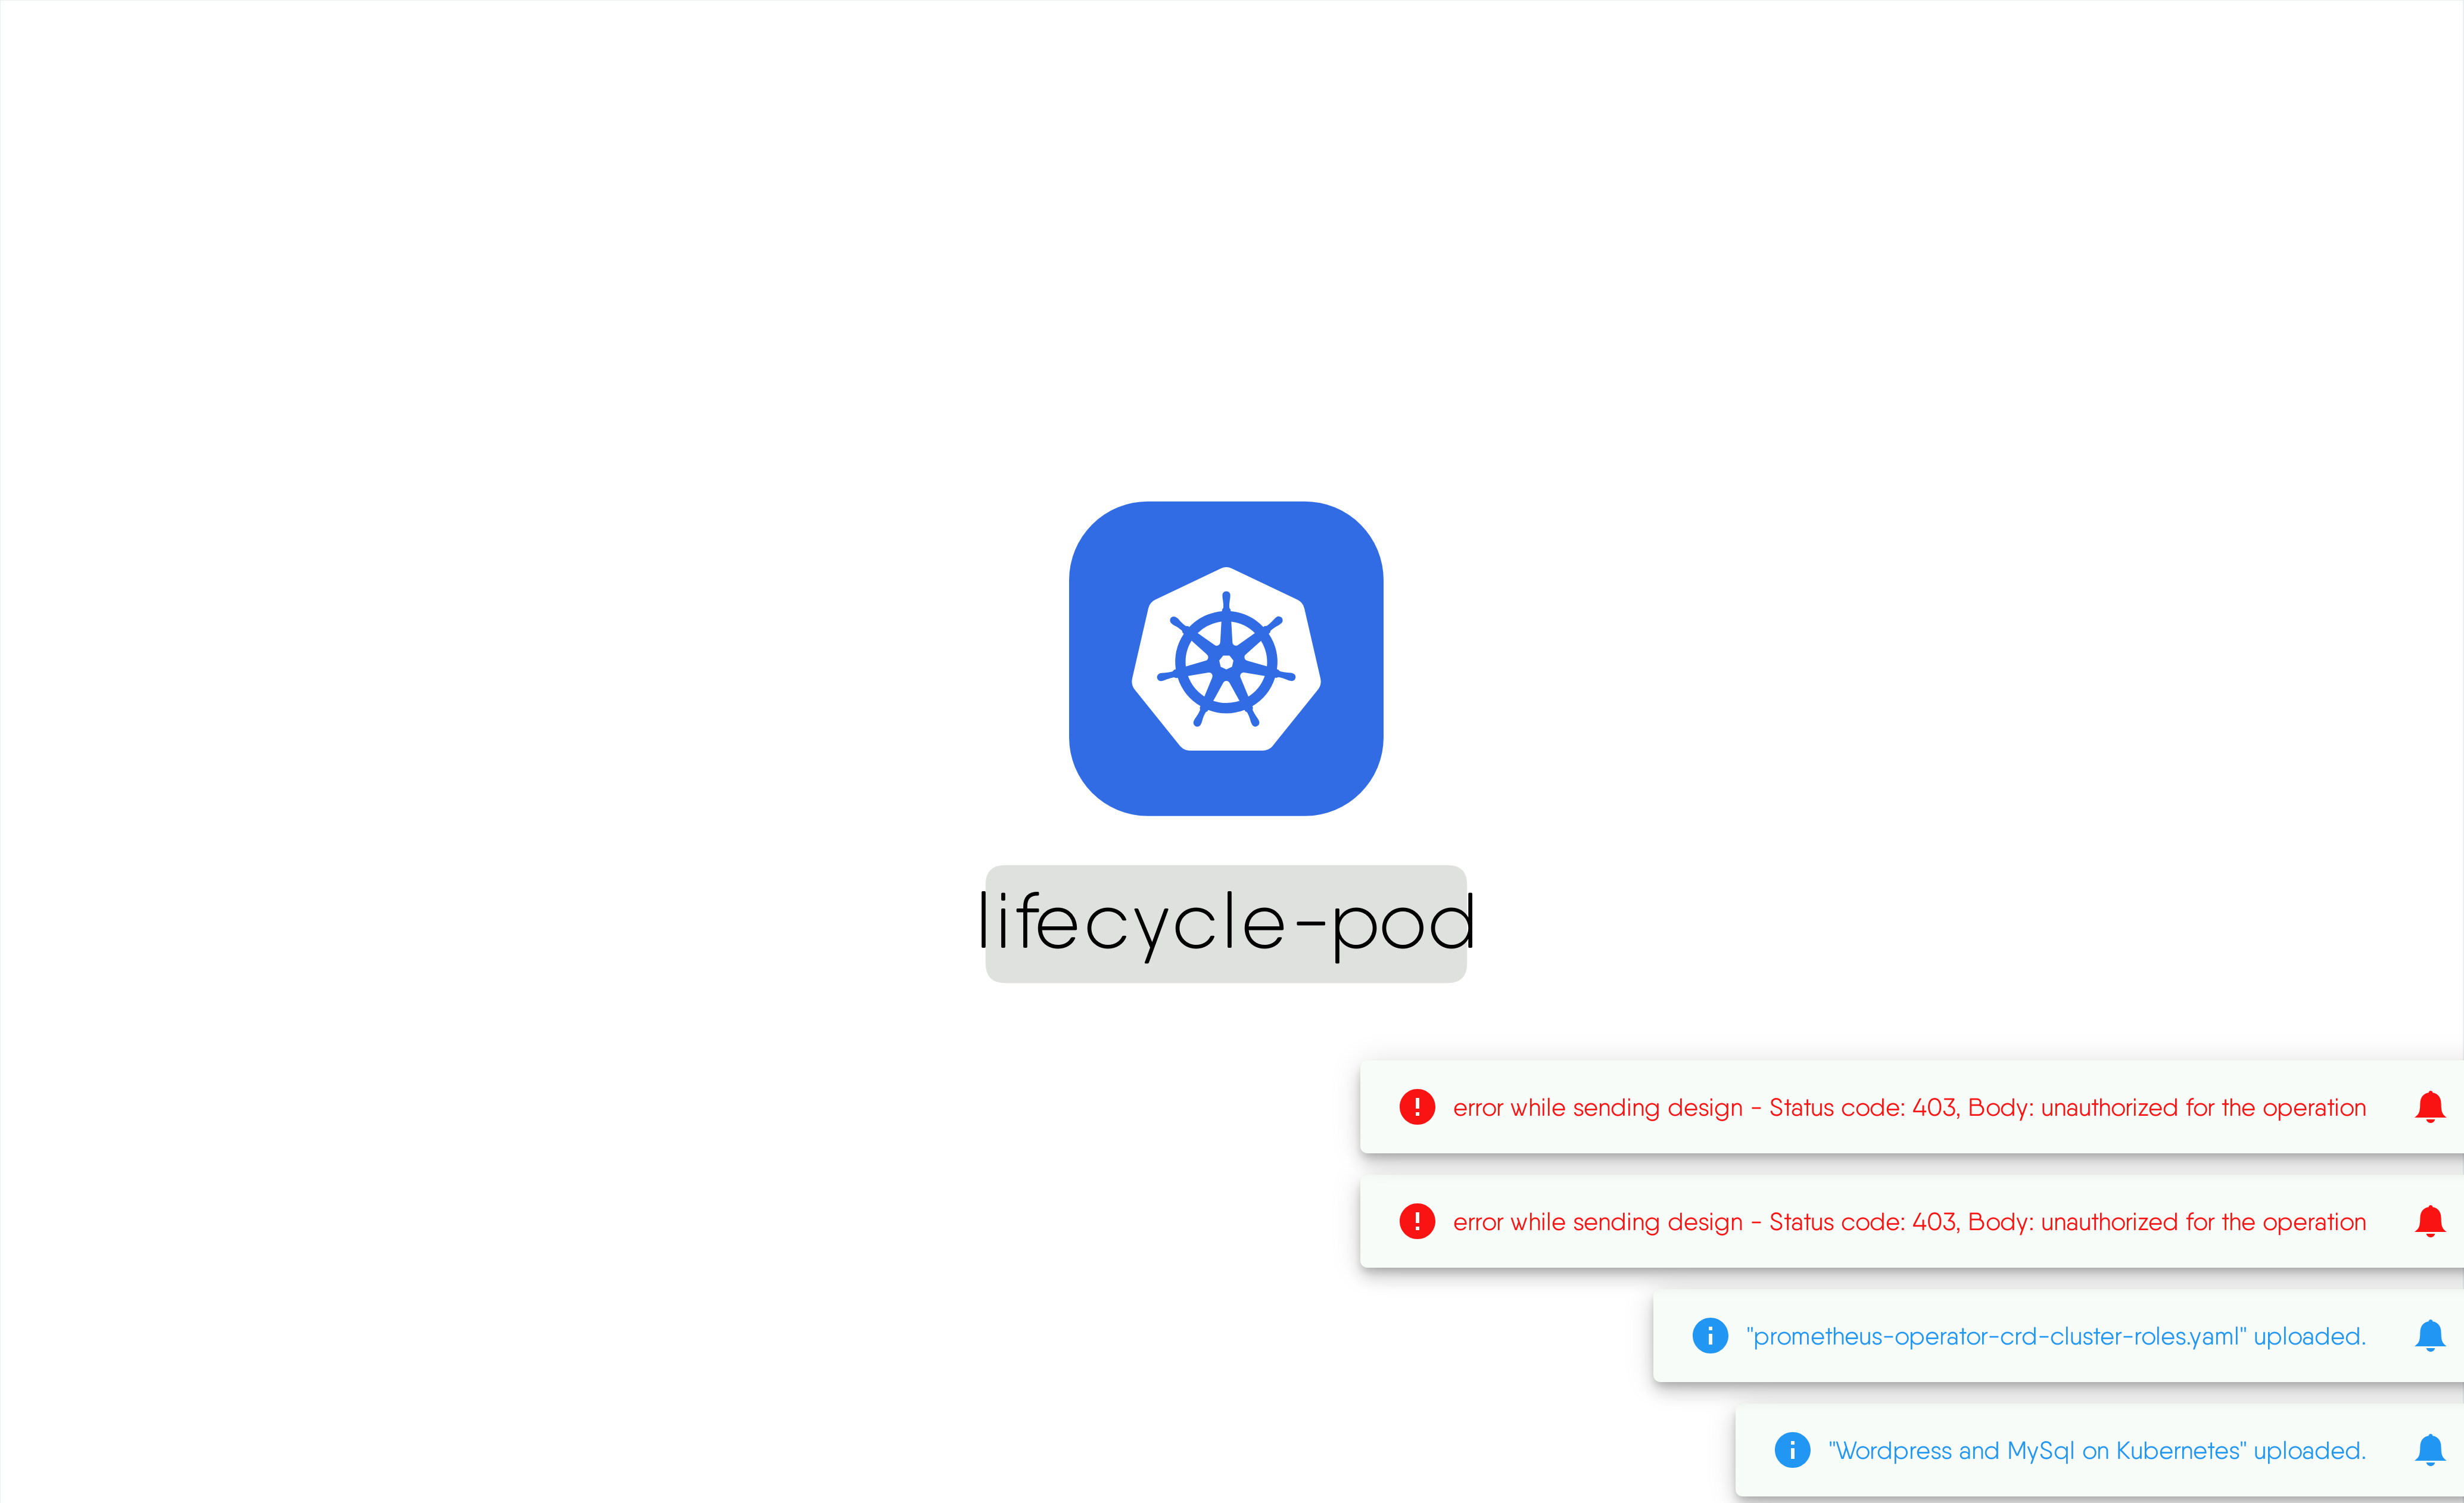 lifecycle-pod
error while sending design - Status code: 403, Body: unauthorized for the operation
error while sending design - Status code: 403, Body: unauthorized for the operation
"prometheus-operator-crd-cluster-roles.yaml" uploaded.
"Wordpress and MySql on Kubernetes" uploaded.